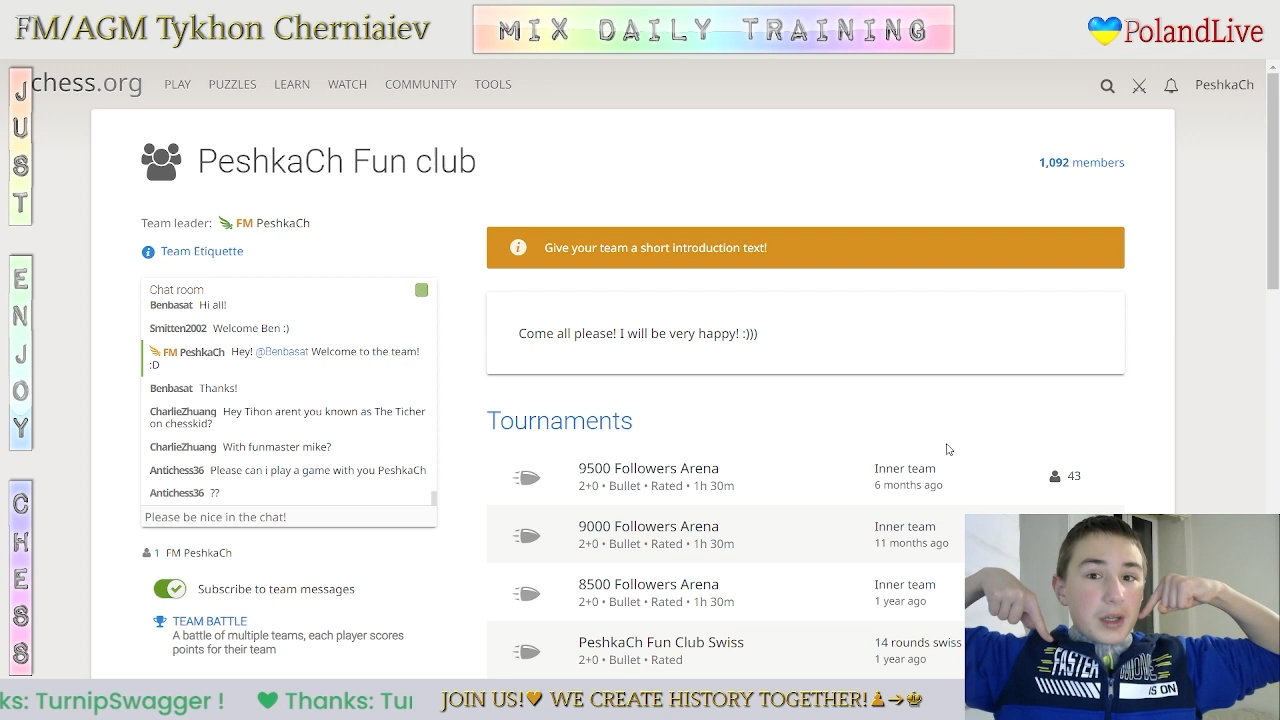 FM/AGM Tykhon Cherniaiev
MIX DAILY TRAINING
PolandLive
JUST
ENJOY
CHESS
chess.org
PLAY PUZZLES LEARN WATCH COMMUNITY TOOLS
PeshkaCh
PeshkaCh Fun club
1,092 members
Team leader: FM PeshkaCh
Team Etiquette
Chat room
Benbasat Hi all!
Smitten2002 Welcome Ben :)
FM PeshkaCh Hey! @Benbasat Welcome to the team!
:D
Benbasat Thanks!
CharlieZhuang Hey Tihon arent you known as The Ticher
on chesskid?
CharlieZhuang With funmaster mike?
Antichess36 Please can i play a game with you PeshkaCh
Antichess36 ??
Please be nice in the chat!
1 FM PeshkaCh
Subscribe to team messages
TEAM BATTLE
A battle of multiple teams, each player scores
points for their team
Give your team a short introduction text!
Come all please! I will be very happy! :)))
Tournaments
9500 Followers Arena
2+0 • Bullet • Rated • 1h 30m
Inner team
6 months ago
43
9000 Followers Arena
2+0 • Bullet • Rated • 1h 30m
Inner team
11 months ago
8500 Followers Arena
2+0 • Bullet • Rated • 1h 30m
Inner team
1 year ago
PeshkaCh Fun Club Swiss
2+0 • Bullet • Rated
14 rounds swiss
1 year ago
FASTER
IS ON
ks: TurnipSwagger ! Thanks: Tur
JOIN US! WE CREATE HISTORY TOGETHER!